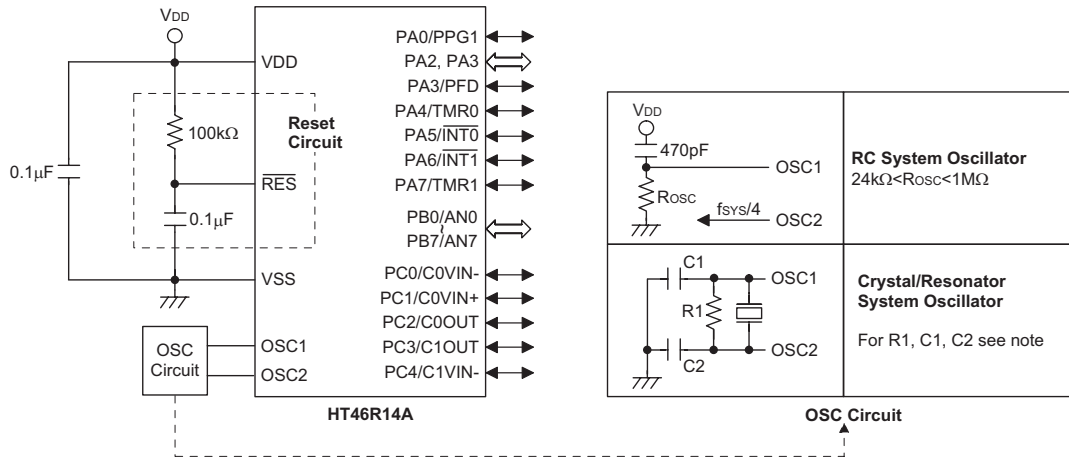 VDD
VDD
100kΩ
Reset
Circuit
0.1μF
RES
0.1μF
VSS
OSC
Circuit
OSC1
OSC2
PA0/PPG1
PA2, PA3
PA3/PFD
PA4/TMR0
PA5/INT0
PA6/INT1
PA7/TMR1
PB0/AN0
~
PB7/AN7
PC0/C0VIN-
PC1/C0VIN+
PC2/C0OUT
PC3/C1OUT
PC4/C1VIN-
HT46R14A
VDD
470pF
OSC1
ROSC
fSYS/4
OSC2
RC System Oscillator
24kΩ<ROSC<1MΩ
C1
OSC1
R1
OSC2
C2
Crystal/Resonator
System Oscillator
For R1, C1, C2 see note
OSC Circuit